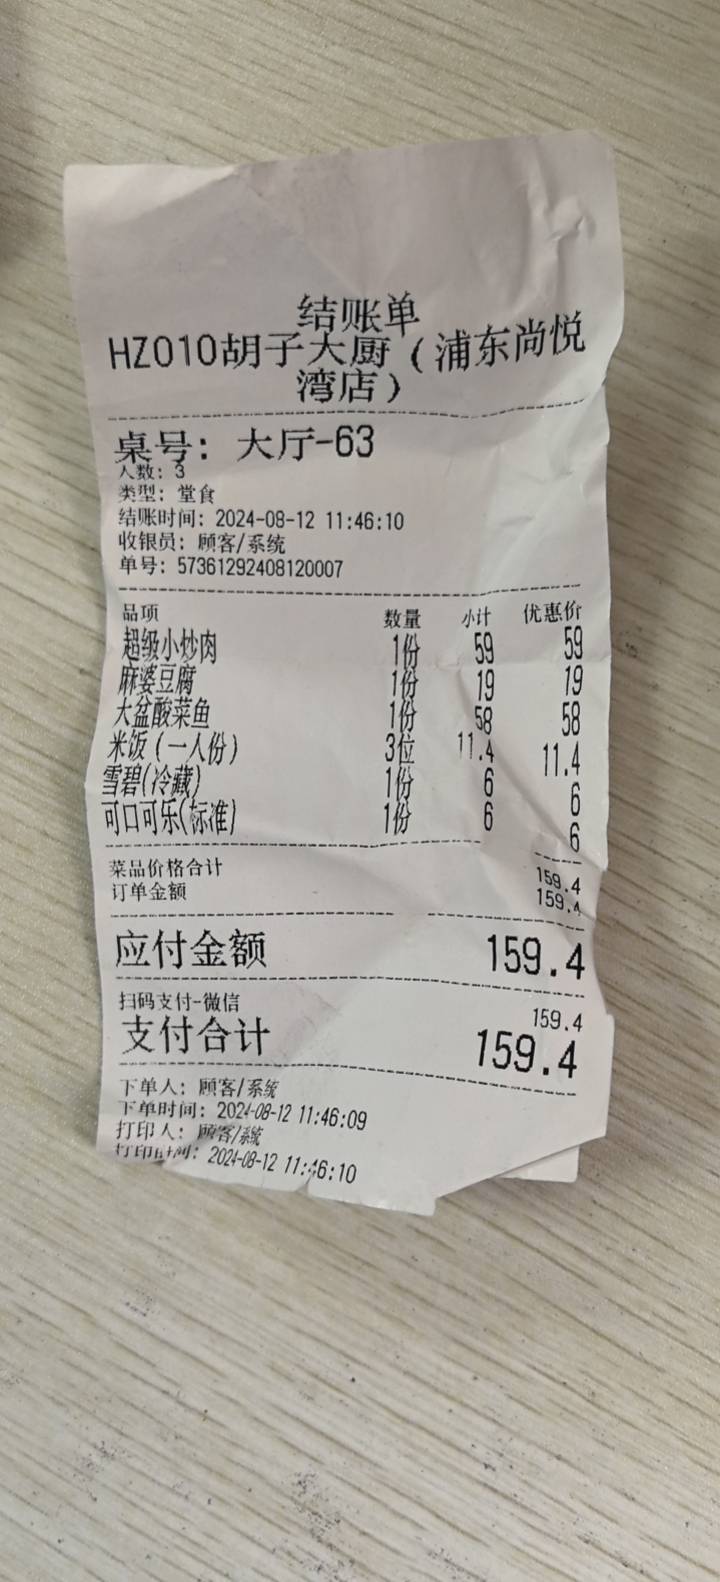 结账单
HZ010胡子大厨（浦东尚悦
湾店）
桌号：大厅-63
人数：3
类型：堂食
结账时间：2024-08-12 11:46:10
收银员：顾客/系统
单号：57361292408120007
品项 数量 小计 优惠价
超级小炒肉 1份 59 59
麻婆豆腐 1份 19 19
大盆酸菜鱼 1份 58 58
米饭（一人份） 3位 11.4 11.4
雪碧(冷藏) 1份 6 6
可口可乐(标准) 1份 6 6
菜品价格合计 159.4
订单金额 159.4
应付金额 159.4
扫码支付-微信 159.4
支付合计 159.4
下单人：顾客/系统
下单时间：2024-08-12 11:46:09
打印人：顾客/系统
打印时间：2024-08-12 11:46:10